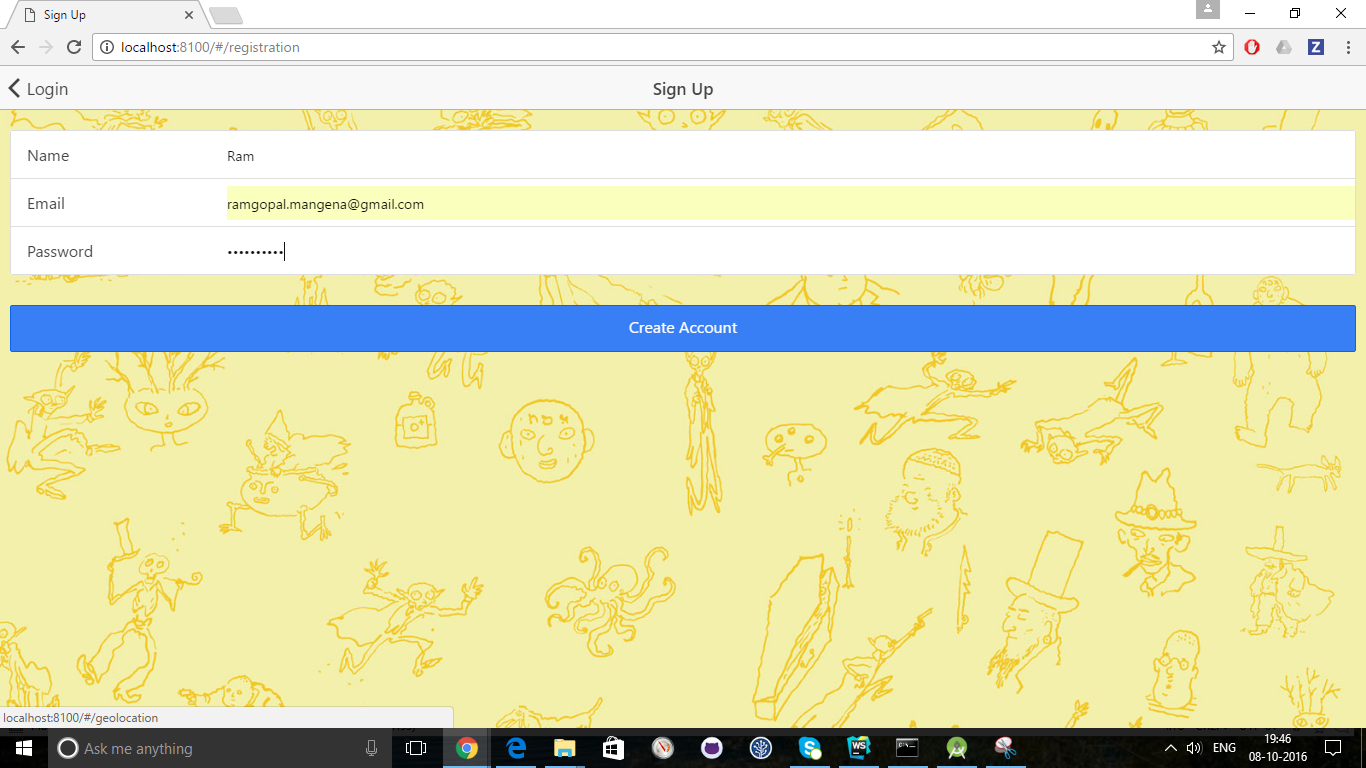 Sign Up
localhost:8100/#/registration
Z
Login
Sign Up
Name
Ram
Email
ramgopal.mangena@gmail.com
Password
••••••••••
Create Account
localhost:8100/#/geolocation
Ask me anything
WS
ENG
19:46
08-10-2016